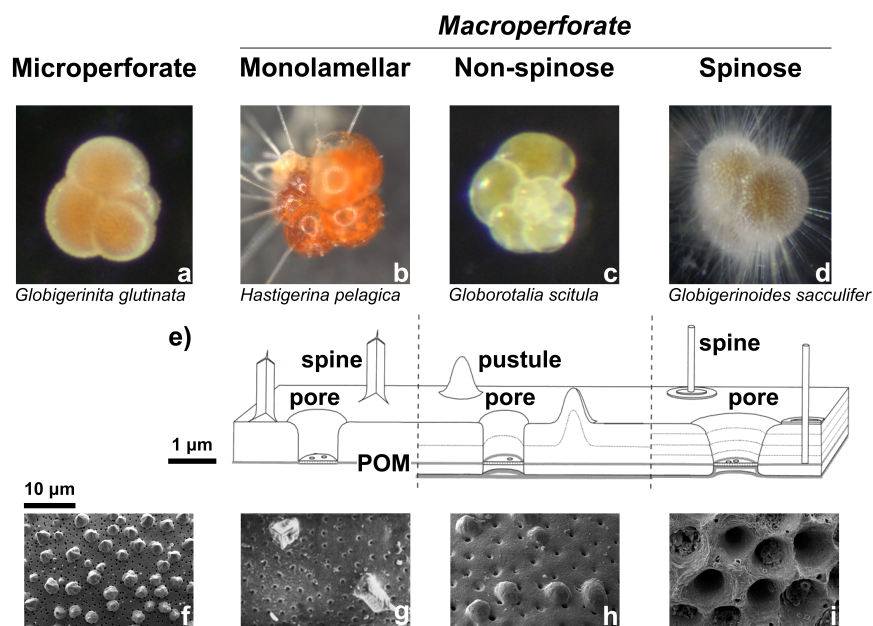 Macroperforate
Microperforate Monolamellar Non-spinose Spinose
a b c d
Globigerinita glutinata Hastigerina pelagica Globorotalia scitula Globigerinoides sacculifer
e)
spine pustule spine
pore pore pore
1 µm
POM
10 µm
f g h i